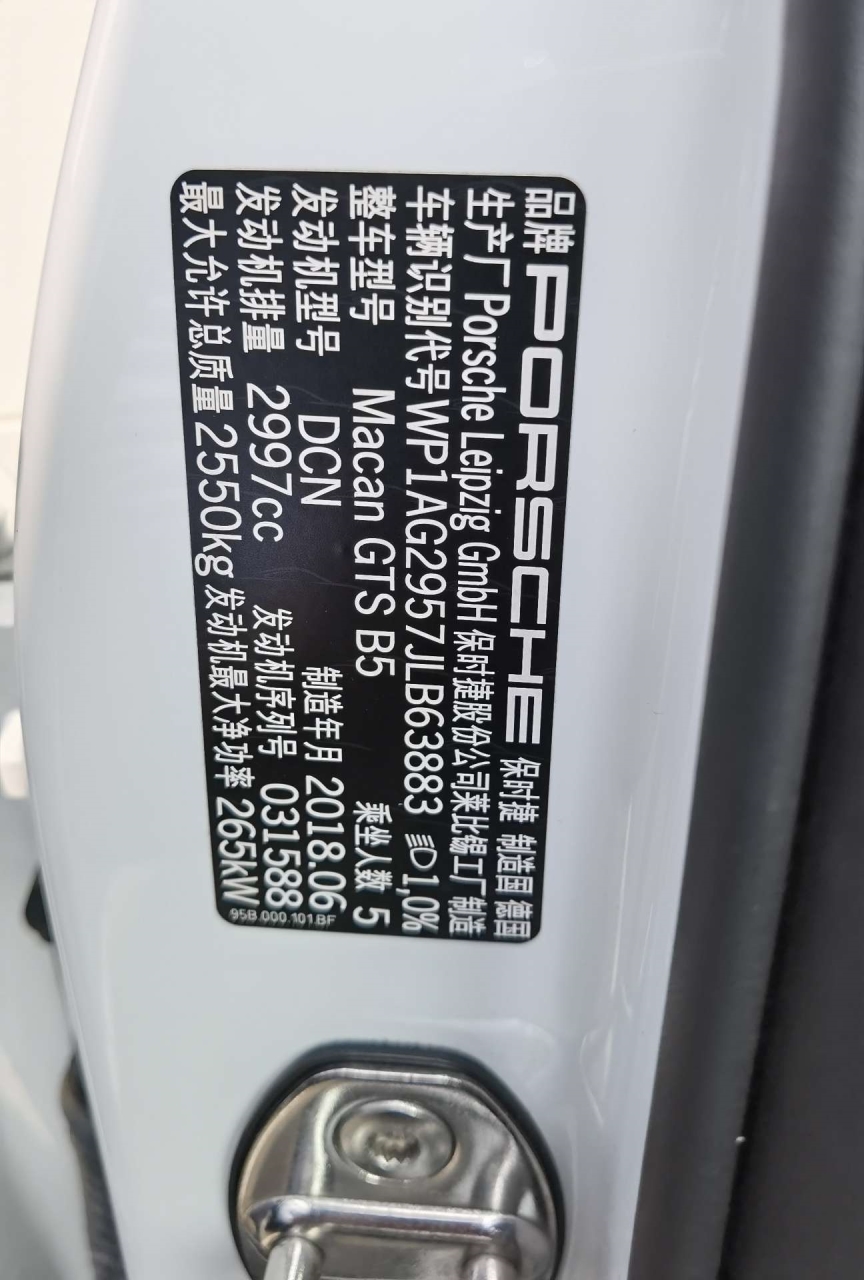 品牌 PORSCHE 保时捷 制造国 德国
生产厂 Porsche Leipzig GmbH 保时捷股份公司莱比锡工厂制造
车辆识别代号 WP1AG2957JLB63883 1,0%
整车型号 Macan GTS B5 乘坐人数 5
发动机型号 DCN 制造年月 2018.06
发动机排量 2997cc 发动机序列号 031588
最大允许总质量 2550kg 发动机最大净功率 265kW
95B.000.101.BF